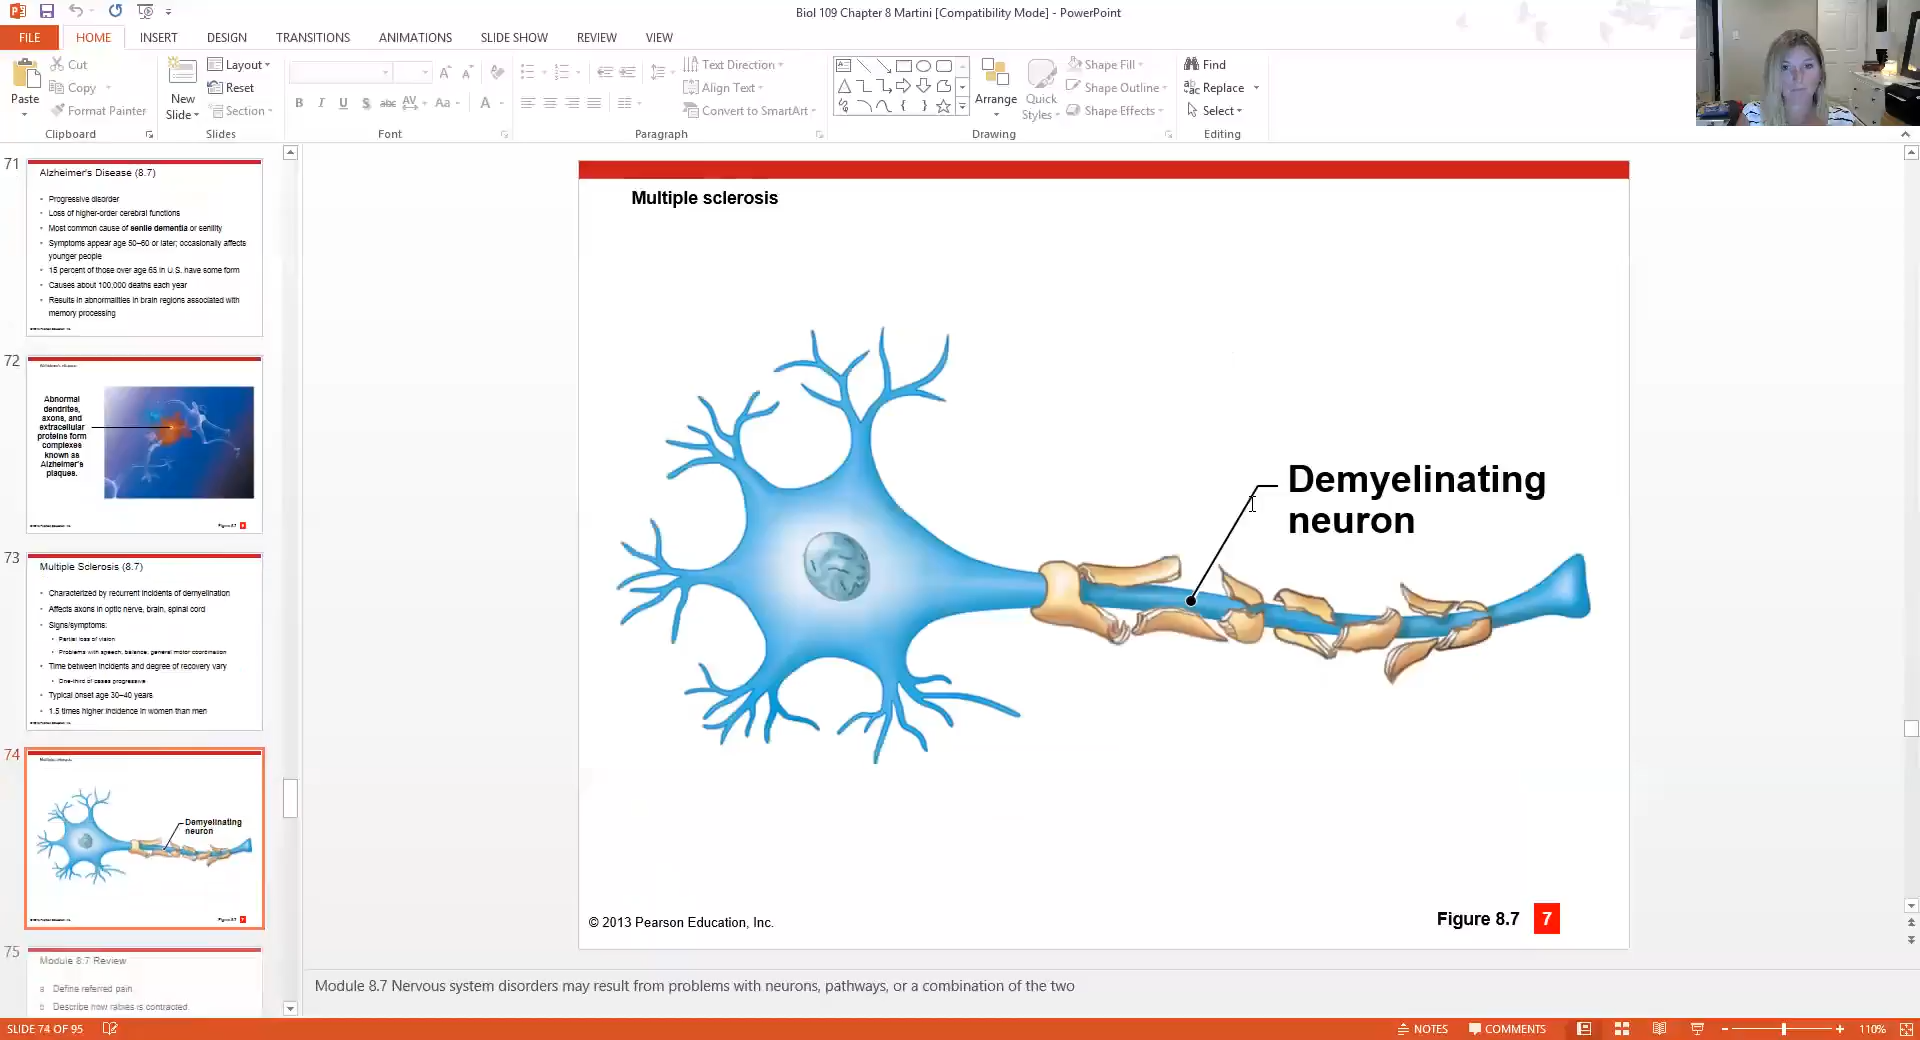 Biol 109 Chapter 8 Martini [Compatibility Mode] - PowerPoint
FILE
HOME
INSERT
DESIGN
TRANSITIONS
ANIMATIONS
SLIDE SHOW
REVIEW
VIEW
Paste
Cut
Copy
Format Painter
Clipboard
New
Slide
Layout
Reset
Section
Slides
B I U S abc AV Aa A
Font
Text Direction
Align Text
Convert to SmartArt
Paragraph
Arrange
Quick
Styles
Shape Fill
Shape Outline
Shape Effects
Drawing
Find
Replace
Select
Editing
71
Alzheimer's Disease (8.7)
• Progressive disorder
• Loss of higher-order cerebral functions
• Most common cause of senile dementia or senility
• Symptoms appear age 50–60 or later; occasionally affects
younger people
• 15 percent of those over age 65 in U.S. have some form
• Causes about 100,000 deaths each year
• Results in abnormalities in brain regions associated with
memory processing
72
Abnormal
dendrites,
axons, and
extracellular
proteins form
complexes
known as
Alzheimer's
plaques.
73
Multiple Sclerosis (8.7)
• Characterized by recurrent incidents of demyelination
• Affects axons in optic nerve, brain, spinal cord
• Signs/symptoms:
• Partial loss of vision
• Problems with speech, balance, general motor coordination
• Time between incidents and degree of recovery vary
• One-third of cases progressive
• Typical onset age 30–40 years
• 1.5 times higher incidence in women than men
74
Multiple sclerosis
Demyelinating
neuron
Figure 8.7 7
75
Module 8.7 Review
a Define referred pain
b Describe how rabies is contracted.
Multiple sclerosis
Demyelinating
neuron
© 2013 Pearson Education, Inc.
Figure 8.7 7
Module 8.7 Nervous system disorders may result from problems with neurons, pathways, or a combination of the two
SLIDE 74 OF 95
NOTES
COMMENTS
110%